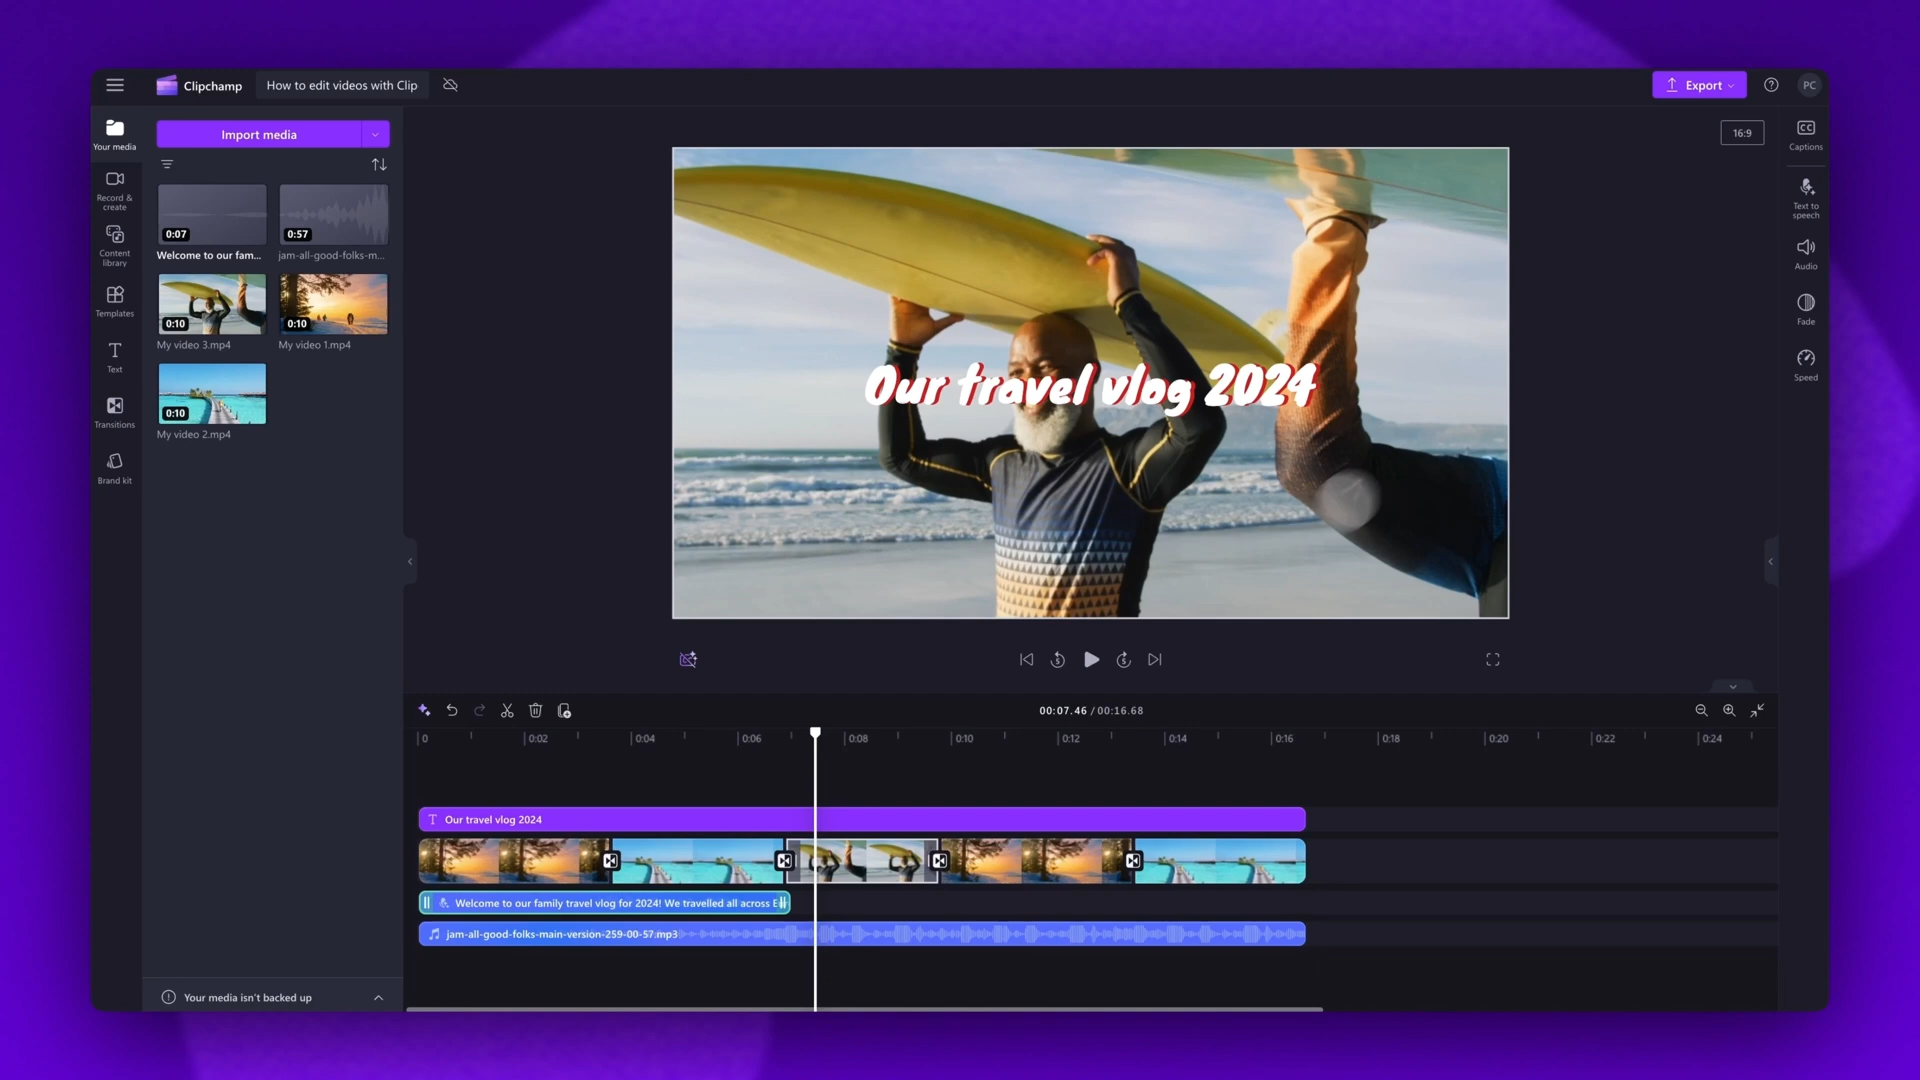 Clipchamp
How to edit videos with Clip
Export
PC
Your media
Import media
16:9
CC
Captions
Record &
create
0:07
Welcome to our fam...
0:57
jam-all-good-folks-m...
Text to
speech
Content
library
Audio
Templates
0:10
My video 3.mp4
0:10
My video 1.mp4
Fade
Text
Speed
Our travel vlog 2024
0:10
My video 2.mp4
Transitions
Brand kit
5
5
00:07.46 / 00:16.68
0 0:02 0:04 0:06 0:08 0:10 0:12 0:14 0:16 0:18 0:20 0:22 0:24
T Our travel vlog 2024
Welcome to our family travel vlog for 2024! We travelled all across E
jam-all-good-folks-main-version-259-00-57.mp3
Your media isn't backed up